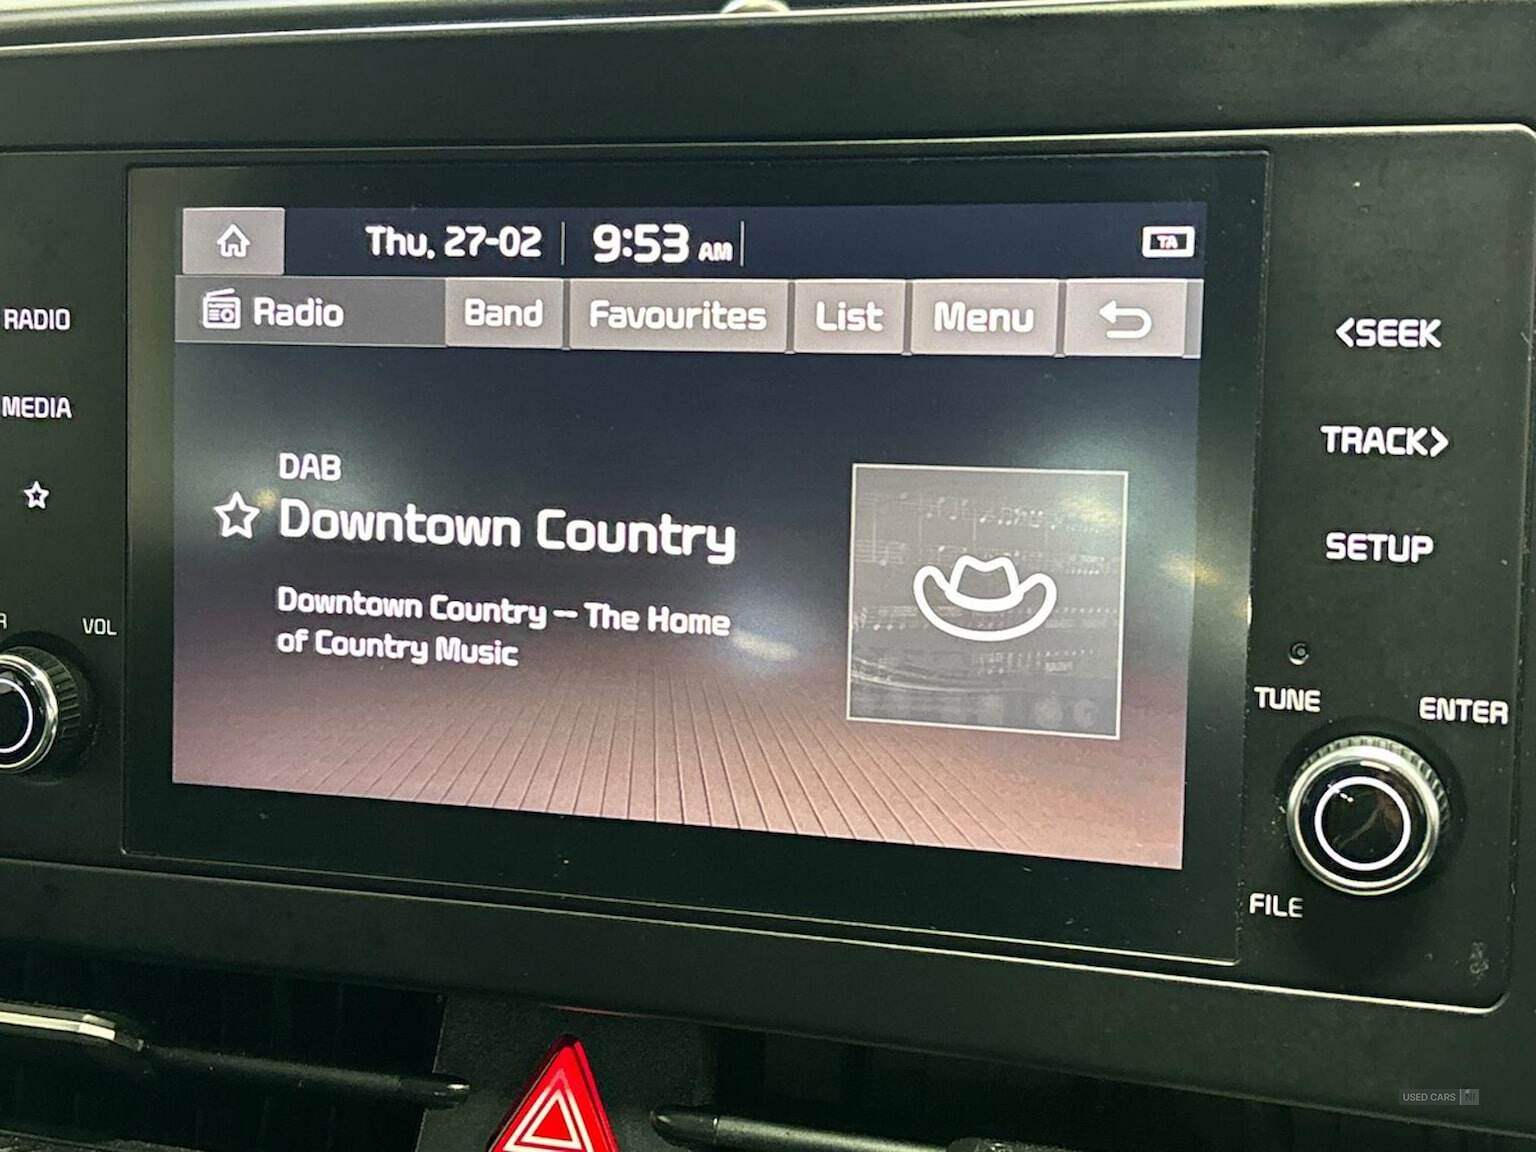 Thu, 27-02 9:53 AM TA
Radio Band Favourites List Menu
RADIO
MEDIA
VOL
DAB
Downtown Country
Downtown Country – The Home
of Country Music
<SEEK
TRACK>
SETUP
TUNE
ENTER
FILE
USED CARS